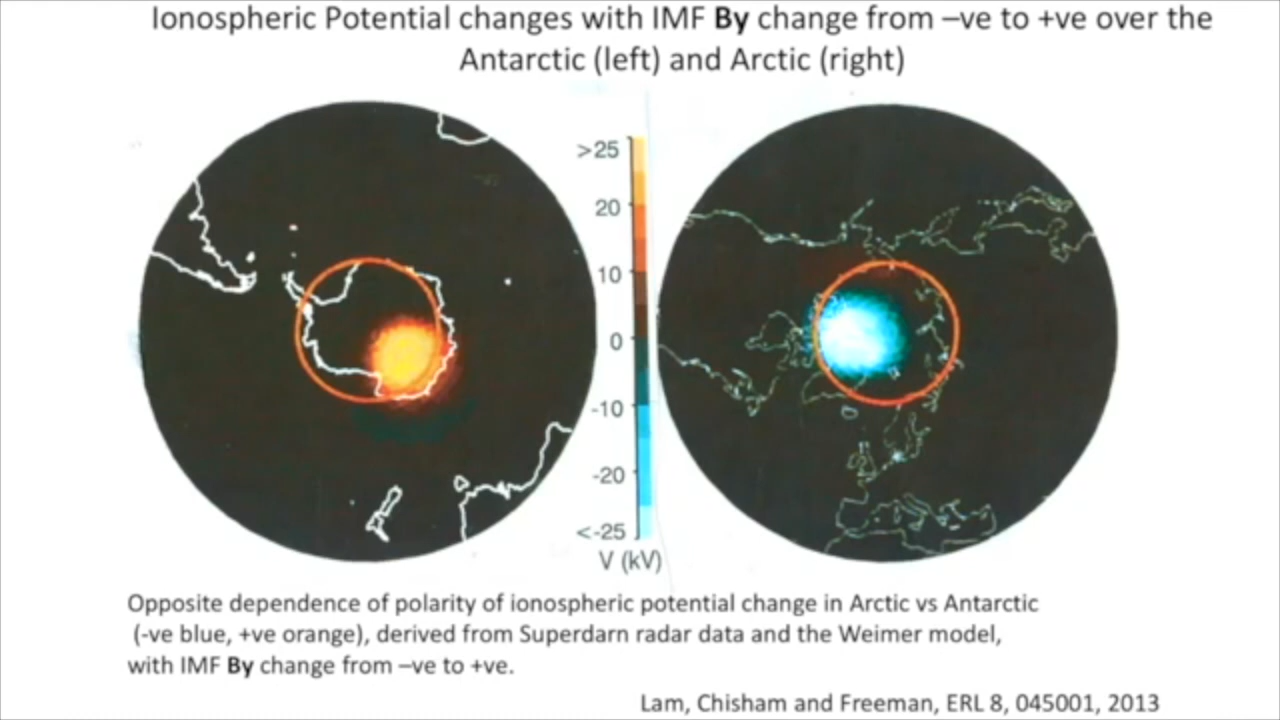 Ionospheric Potential changes with IMF By change from –ve to +ve over the
Antarctic (left) and Arctic (right)
>25
20
10
0
-10
-20
<-25
V (kV)
Opposite dependence of polarity of ionospheric potential change in Arctic vs Antarctic
(-ve blue, +ve orange), derived from Superdarn radar data and the Weimer model,
with IMF By change from –ve to +ve.
Lam, Chisham and Freeman, ERL 8, 045001, 2013